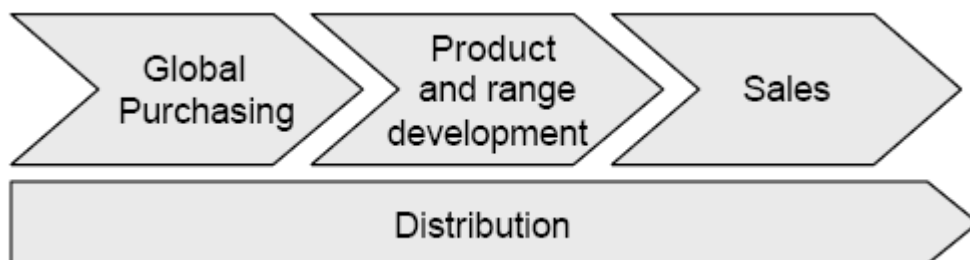 Global
Purchasing
Product
and range
development
Sales
Distribution